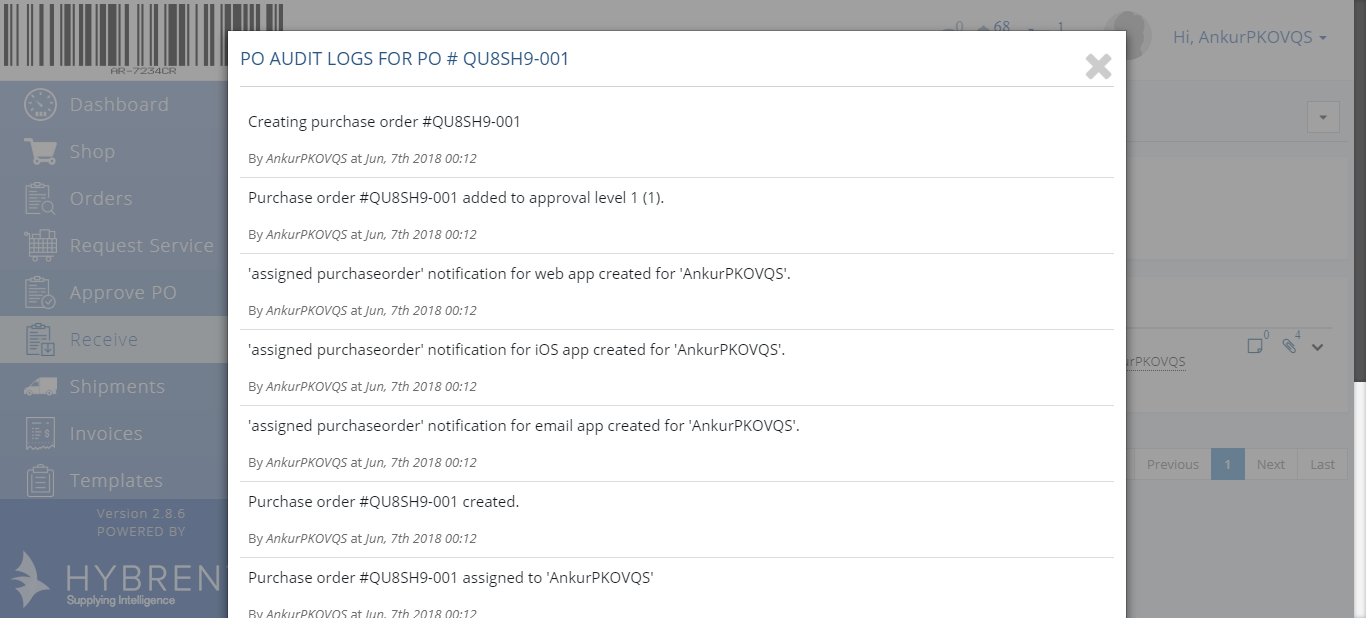 AR-7234CR
0 68 1
Hi, AnkurPKOVQS
Dashboard
Shop
Orders
Request Service
Approve PO
Receive
Shipments
Invoices
Templates
Version 2.8.6
POWERED BY
HYBREN
Supplying Intelligence
PO AUDIT LOGS FOR PO # QU8SH9-001
Creating purchase order #QU8SH9-001
By AnkurPKOVQS at Jun, 7th 2018 00:12
Purchase order #QU8SH9-001 added to approval level 1 (1).
By AnkurPKOVQS at Jun, 7th 2018 00:12
'assigned purchaseorder' notification for web app created for 'AnkurPKOVQS'.
By AnkurPKOVQS at Jun, 7th 2018 00:12
'assigned purchaseorder' notification for iOS app created for 'AnkurPKOVQS'.
By AnkurPKOVQS at Jun, 7th 2018 00:12
'assigned purchaseorder' notification for email app created for 'AnkurPKOVQS'.
By AnkurPKOVQS at Jun, 7th 2018 00:12
Purchase order #QU8SH9-001 created.
By AnkurPKOVQS at Jun, 7th 2018 00:12
Purchase order #QU8SH9-001 assigned to 'AnkurPKOVQS'
By AnkurPKOVQS at Jun, 7th 2018 00:12
0 4
urPKOVQS
Previous 1 Next Last